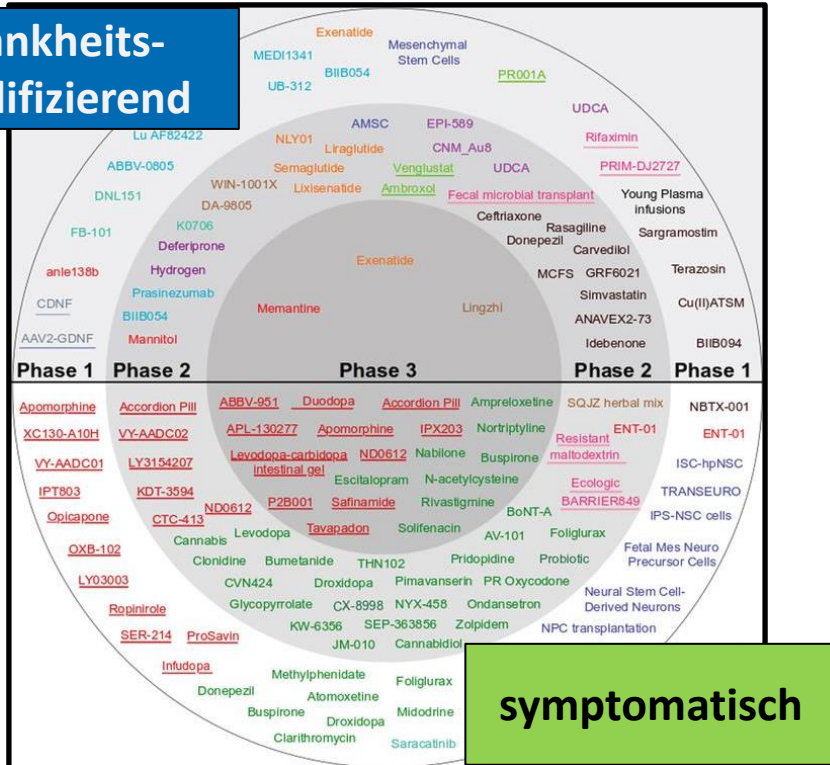 ankheits-
difizierend
Exenatide
Mesenchymal
Stem Cells
MEDI1341
BIIB054
UB-312
PR001A
UDCA
Lu AF82422
NLY01
AMSC
EPI-589
Rifaximin
Liraglutide
CNM_Au8
ABBV-0805
Semaglutide
Venglustat
UDCA
PRIM-DJ2727
WIN-1001X
Lixisenatide
Ambroxol
Fecal microbial transplant
Young Plasma
infusions
DNL151
DA-9805
Ceftriaxone
FB-101
K0706
Rasagiline
Sargramostim
Deferiprone
Donepezil
Carvedilol
Exenatide
anle138b
Hydrogen
MCFS
GRF6021
Terazosin
CDNF
Prasinezumab
Memantine
Lingzhi
Simvastatin
Cu(II)ATSM
BIIB054
ANAVEX2-73
AAV2-GDNF
Mannitol
Idebenone
BIIB094
Phase 1 Phase 2 Phase 3 Phase 2 Phase 1
Apomorphine
Accordion Pill
ABBV-951
Duodopa
Accordion Pill
Ampreloxetine
SQJZ herbal mix
NBTX-001
XC130-A10H
VY-AADC02
APL-130277
Apomorphine
IPX203
Nortriptyline
ENT-01
ENT-01
Resistant
maltodextrin
VY-AADC01
LY3154207
Levodopa-carbidopa
intestinal gel
ND0612
Nabilone
Buspirone
ISC-hpNSC
IPT803
KDT-3594
Escitalopram
N-acetylcysteine
Ecologic
BARRIER849
TRANSEURO
Opicapone
CTC-413
ND0612
P2B001
Safinamide
Rivastigmine
BoNT-A
IPS-NSC cells
OXB-102
Cannabis
Levodopa
Tavapadon
Solifenacin
AV-101
Foliglurax
Fetal Mes Neuro
Precursor Cells
LY03003
Clonidine
Bumetanide
THN102
Pridopidine
Probiotic
CVN424
Droxidopa
Pimavanserin
PR Oxycodone
Neural Stem Cell-
Derived Neurons
Ropinirole
Glycopyrrolate
CX-8998
NYX-458
Ondansetron
SER-214
ProSavin
KW-6356
SEP-363856
Zolpidem
NPC transplantation
JM-010
Cannabidiol
Infudopa
Methylphenidate
Foliglurax
Donepezil
Atomoxetine
Buspirone
Droxidopa
Midodrine
Clarithromycin
Saracatinib
symptomatisch